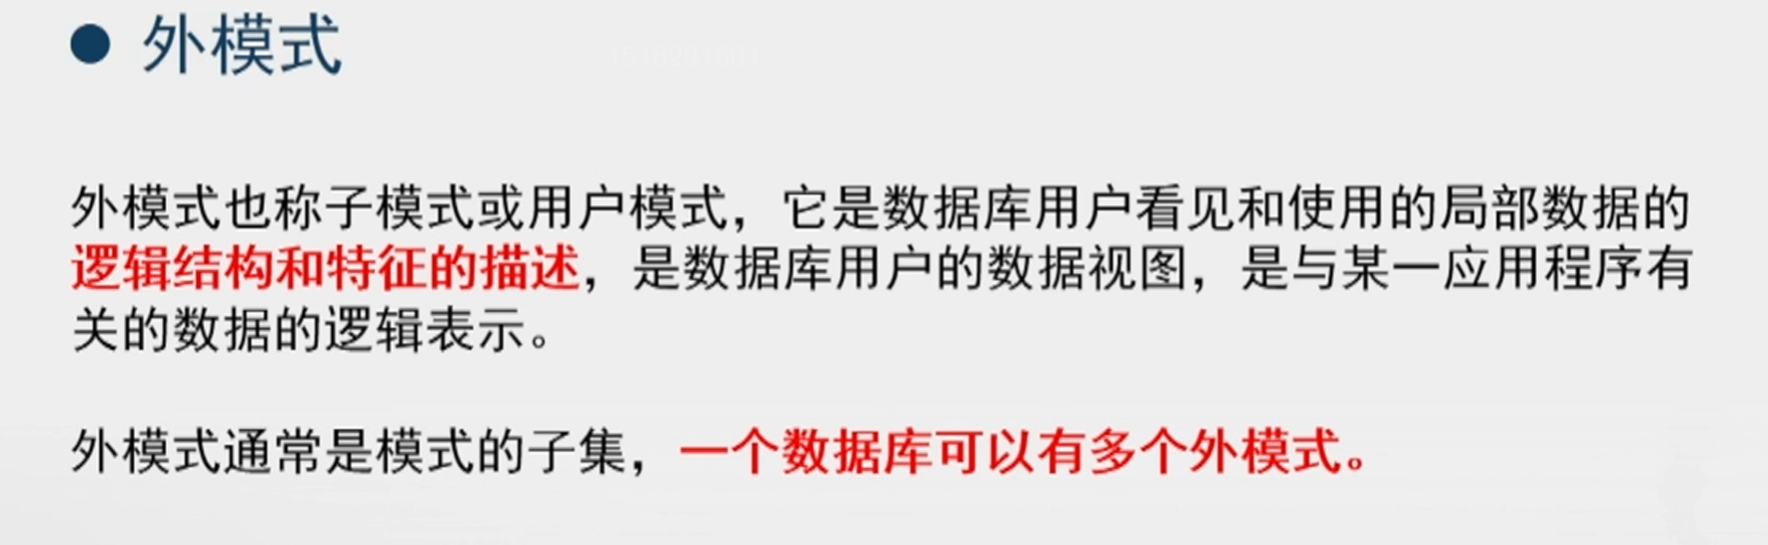 ● 外模式
外模式也称子模式或用户模式，它是数据库用户看见和使用的局部数据的
逻辑结构和特征的描述，是数据库用户的数据视图，是与某一应用程序有
关的数据的逻辑表示。
外模式通常是模式的子集，一个数据库可以有多个外模式。